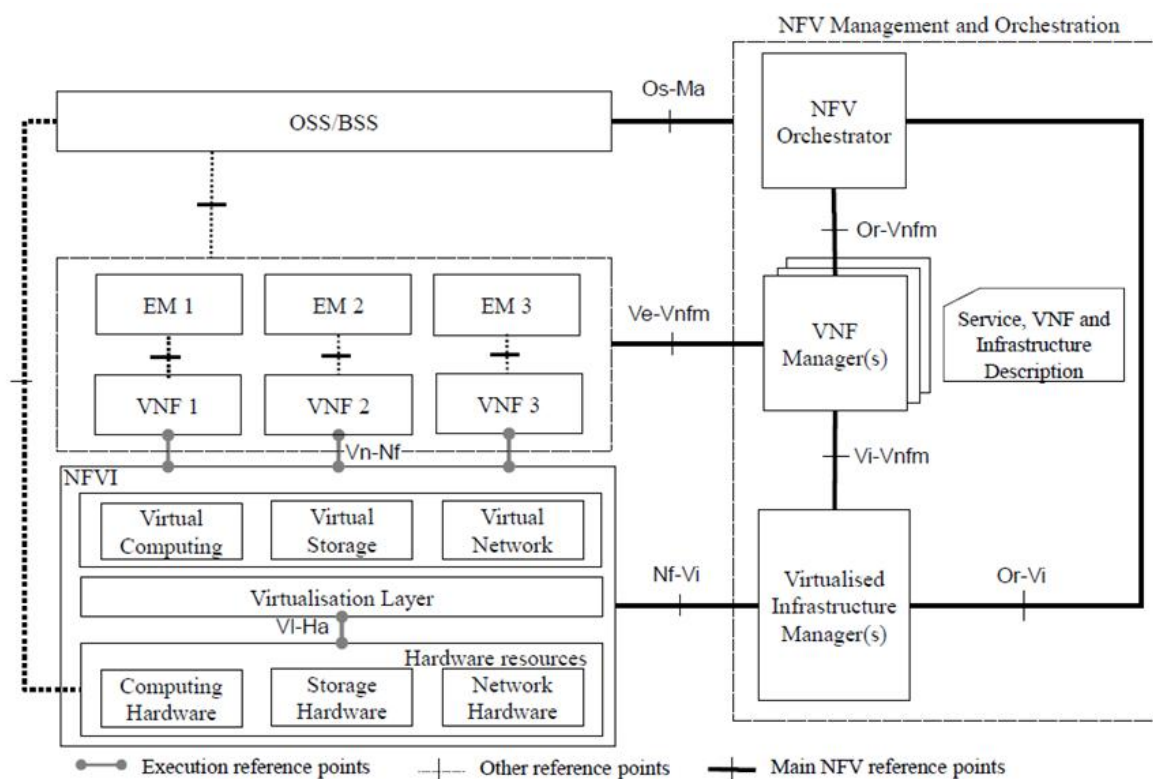 NFV Management and Orchestration
Os-Ma
OSS/BSS
NFV
Orchestrator
Or-Vnfm
EM 1
EM 2
EM 3
Ve-Vnfm
VNF
Manager(s)
Service, VNF and
Infrastructure
Description
VNF 1
VNF 2
VNF 3
Vn-Nf
Vi-Vnfm
NFVI
Virtual
Computing
Virtual
Storage
Virtual
Network
Nf-Vi
Virtualised
Infrastructure
Manager(s)
Or-Vi
Virtualisation Layer
Vl-Ha
Hardware resources
Computing
Hardware
Storage
Hardware
Network
Hardware
Execution reference points
Other reference points
Main NFV reference points